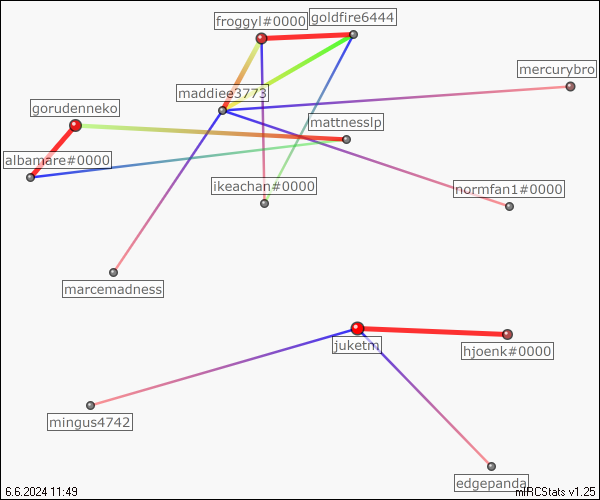 froggyl#0000
goldfire6444
mercurybro
maddiee3773
gorudenneko
mattnesslp
albamare#0000
ikeachan#0000
normfan1#0000
marcemadness
juketm
hjoenk#0000
mingus4742
edgepanda
6.6.2024 11:49
mIRCStats v1.25